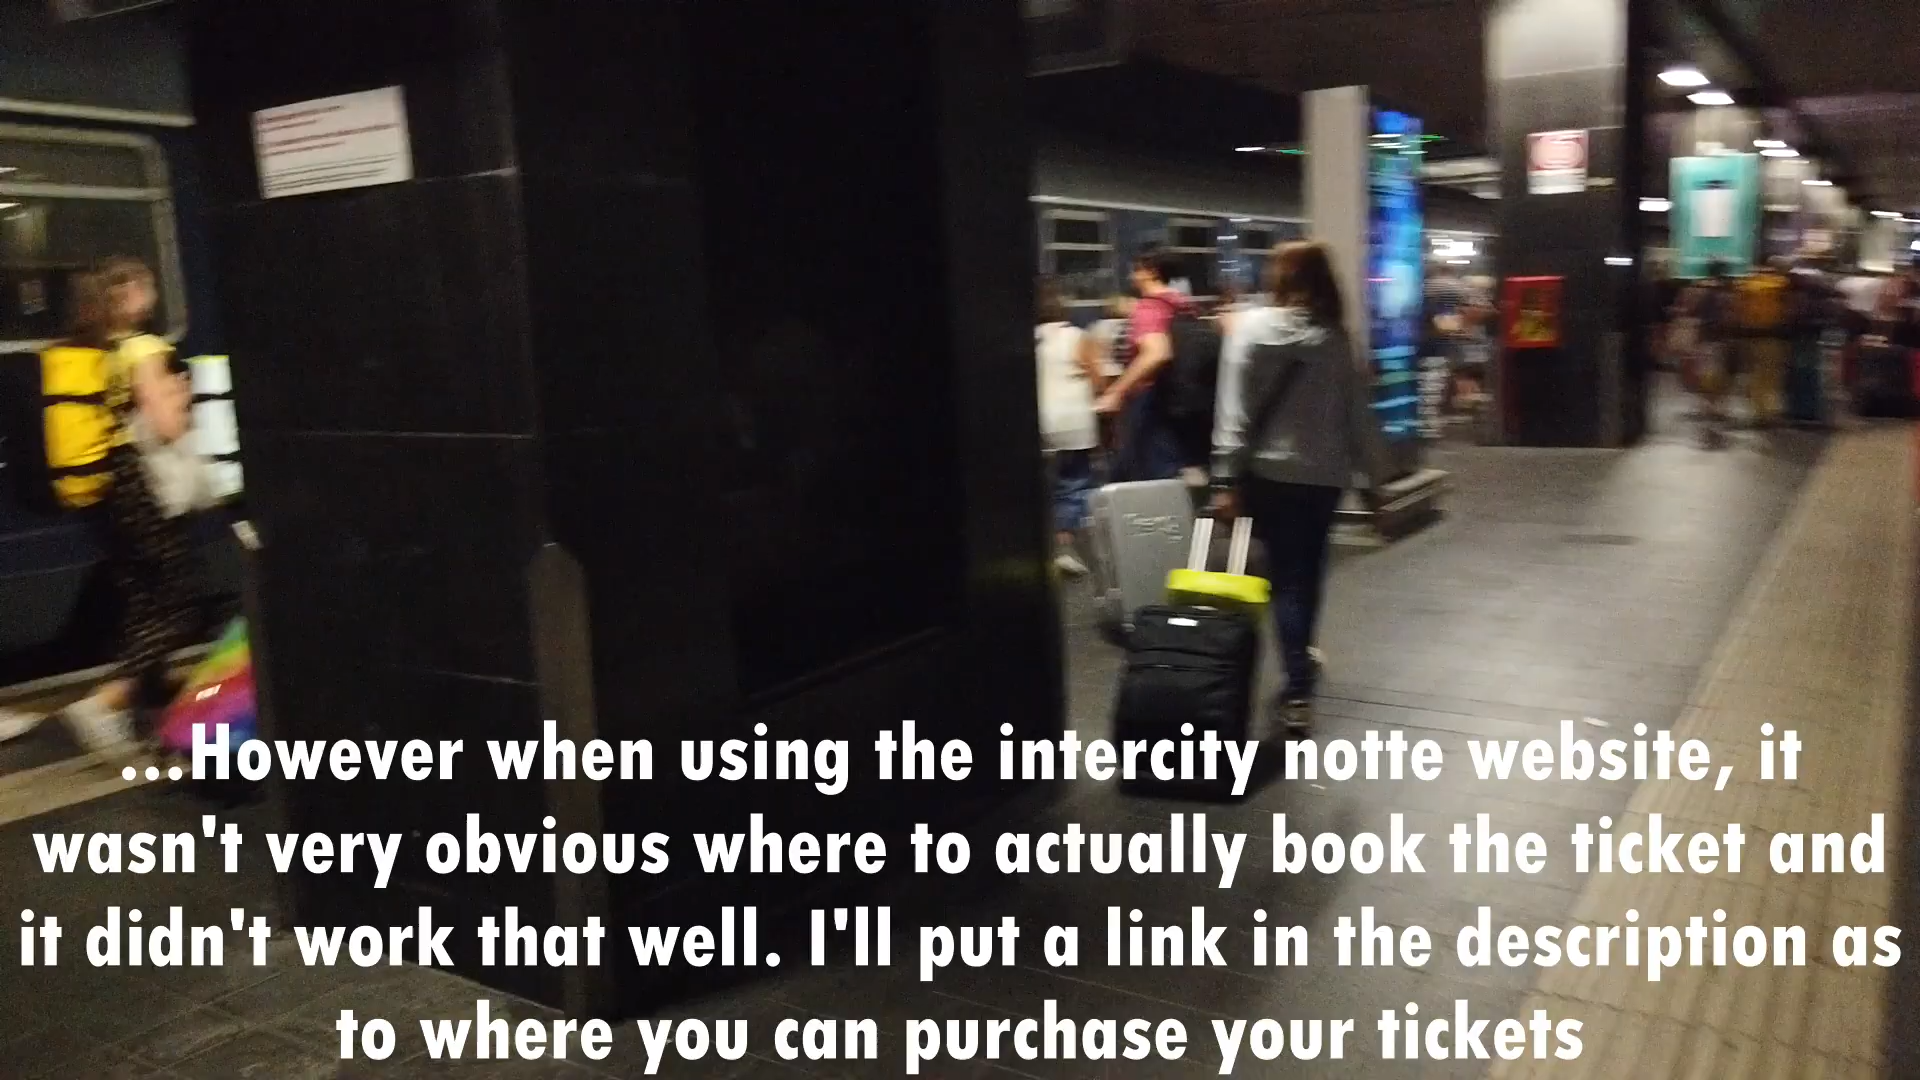 ...However when using the intercity notte website, it
wasn't very obvious where to actually book the ticket and
it didn't work that well. I'll put a link in the description as
to where you can purchase your tickets